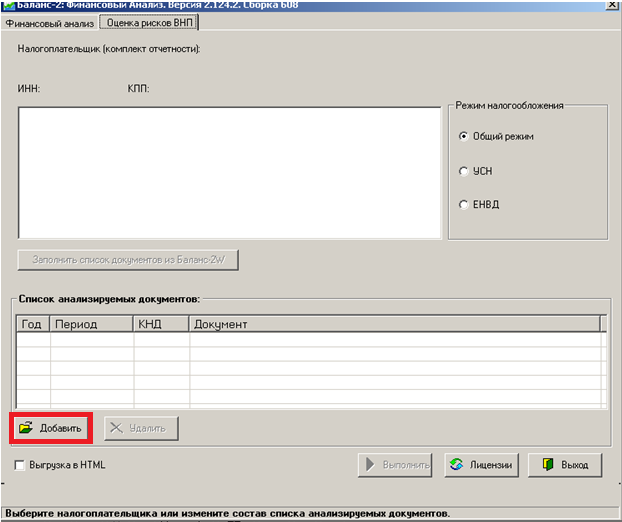 Баланс-2: Финансовый Анализ. Версия 2.124.2. Сборка 608
Финансовый анализ Оценка рисков ВНП
Налогоплательщик (комплект отчетности):
ИНН: КПП:
Режим налогообложения
Общий режим
УСН
ЕНВД
Заполнить список документов из Баланс-2W
Список анализируемых документов:
Год Период КНД Документ
Добавить Удалить
Выгрузка в HTML Выполнить Лицензии Выход
Выберите налогоплательщика или измените состав списка анализируемых документов.